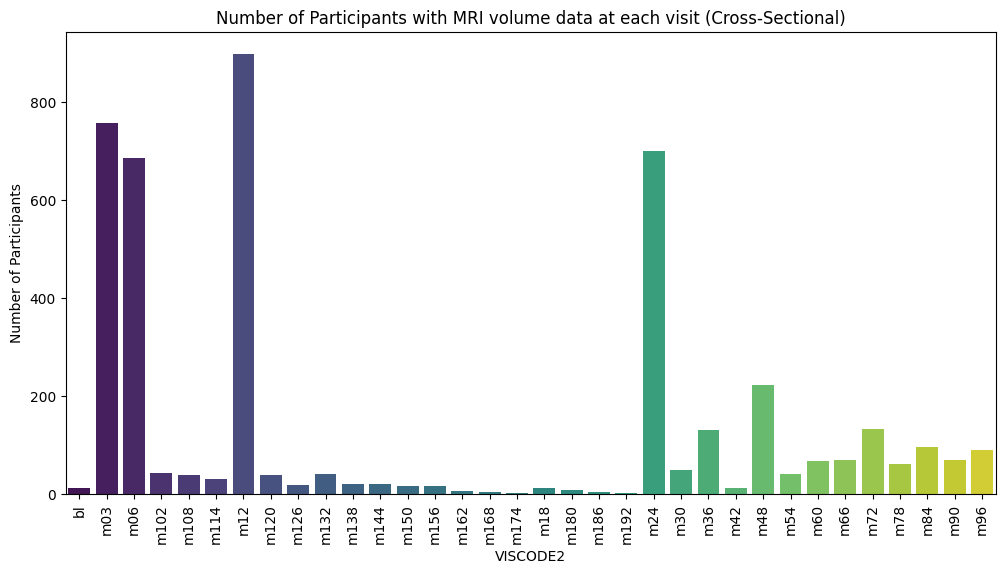 Number of Participants with MRI volume data at each visit (Cross-Sectional)
Number of Participants
800
600
400
200
0
bl
m03
m06
m102
m108
m114
m12
m120
m126
m132
m138
m144
m150
m156
m162
m168
m174
m18
m180
m186
m192
m24
m30
m36
m42
m48
m54
m60
m66
m72
m78
m84
m90
m96
VISCODE2